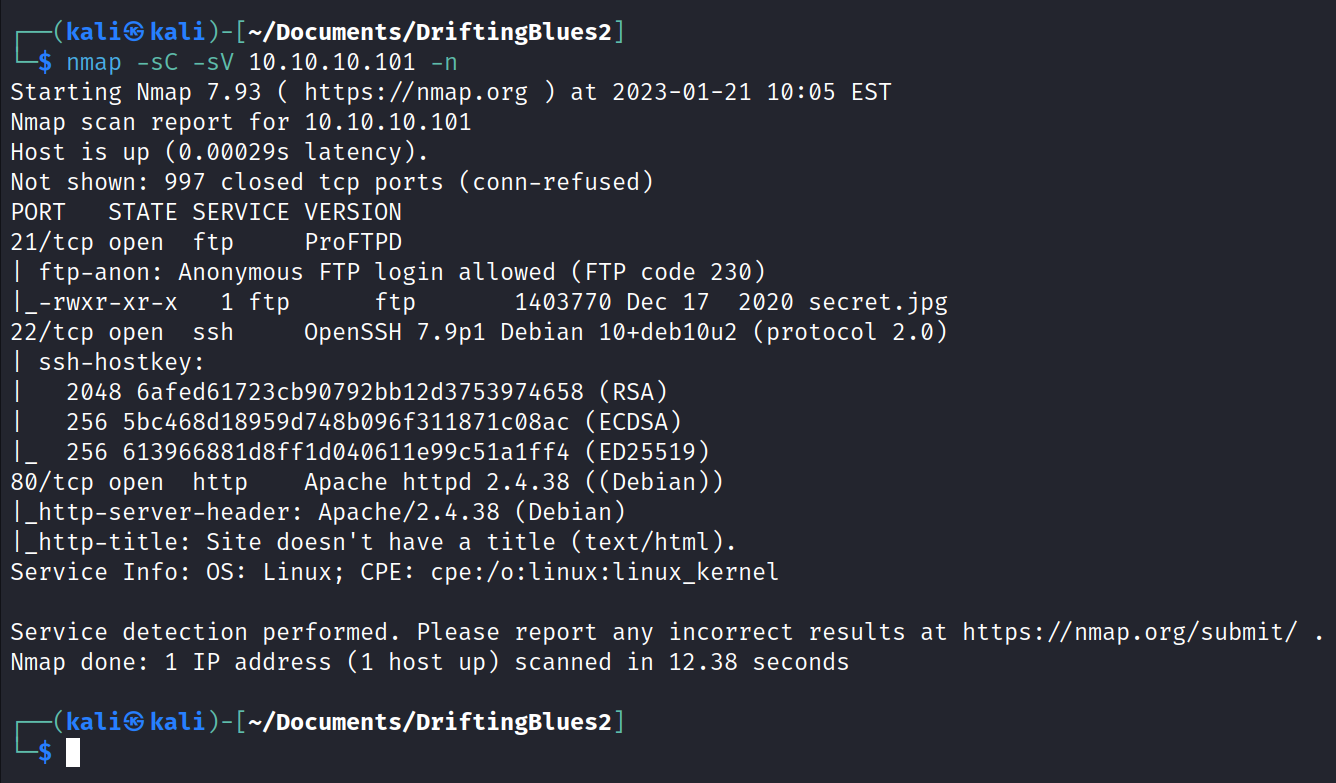 ┌──(kali㉿kali)-[~/Documents/DriftingBlues2]
└─$ nmap -sC -sV 10.10.10.101 -n
Starting Nmap 7.93 ( https://nmap.org ) at 2023-01-21 10:05 EST
Nmap scan report for 10.10.10.101
Host is up (0.00029s latency).
Not shown: 997 closed tcp ports (conn-refused)
PORT   STATE SERVICE VERSION
21/tcp open  ftp     ProFTPD
| ftp-anon: Anonymous FTP login allowed (FTP code 230)
|_-rwxr-xr-x   1 ftp      ftp       1403770 Dec 17  2020 secret.jpg
22/tcp open  ssh     OpenSSH 7.9p1 Debian 10+deb10u2 (protocol 2.0)
| ssh-hostkey:
|   2048 6afed61723cb90792bb12d3753974658 (RSA)
|   256 5bc468d18959d748b096f311871c08ac (ECDSA)
|_  256 613966881d8ff1d040611e99c51a1ff4 (ED25519)
80/tcp open  http    Apache httpd 2.4.38 ((Debian))
|_http-server-header: Apache/2.4.38 (Debian)
|_http-title: Site doesn't have a title (text/html).
Service Info: OS: Linux; CPE: cpe:/o:linux:linux_kernel

Service detection performed. Please report any incorrect results at https://nmap.org/submit/ .
Nmap done: 1 IP address (1 host up) scanned in 12.38 seconds

┌──(kali㉿kali)-[~/Documents/DriftingBlues2]
└─$